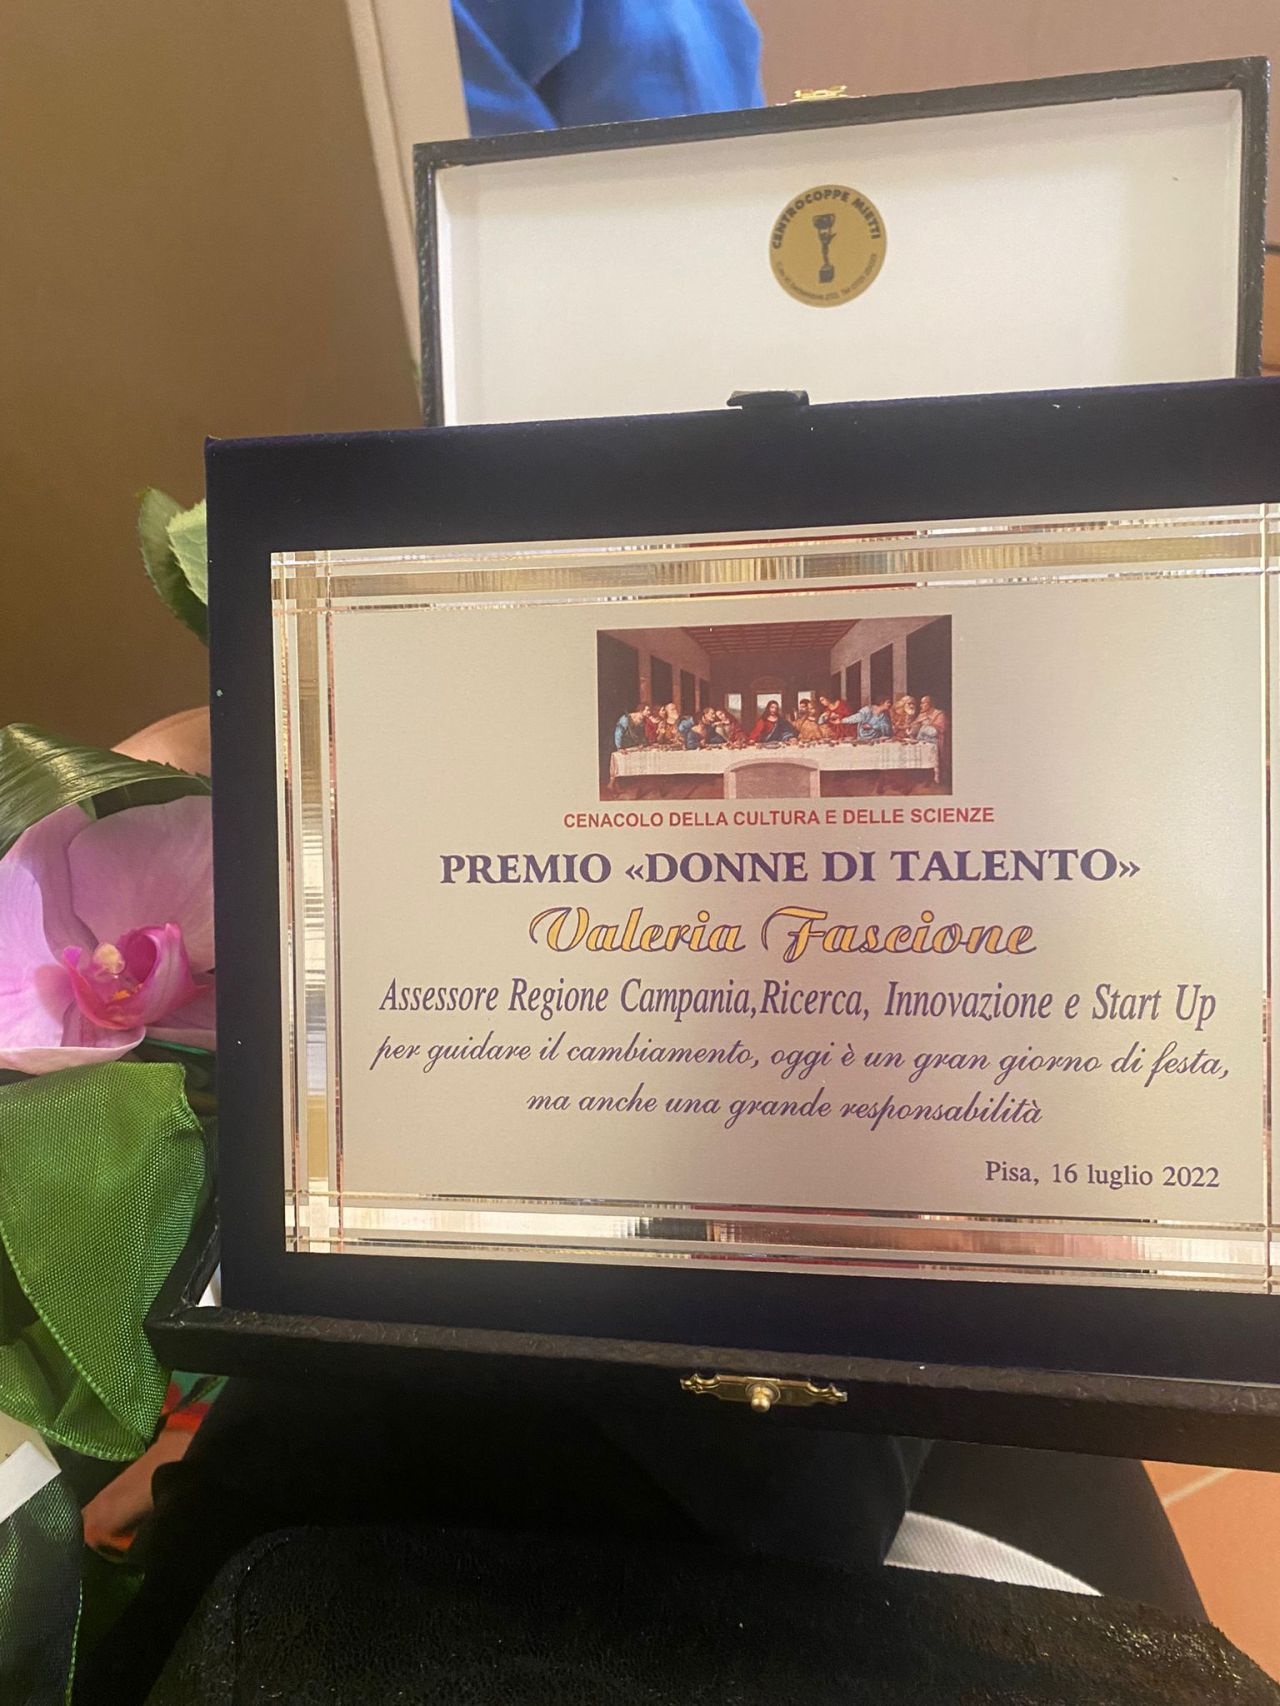 CENTROCOPPE MIETTI
CENACOLO DELLA CULTURA E DELLE SCIENZE
PREMIO «DONNE DI TALENTO»
Valeria Fascione
Assessore Regione Campania,Ricerca, Innovazione e Start Up
per guidare il cambiamento, oggi è un gran giorno di festa,
ma anche una grande responsabilità
Pisa, 16 luglio 2022